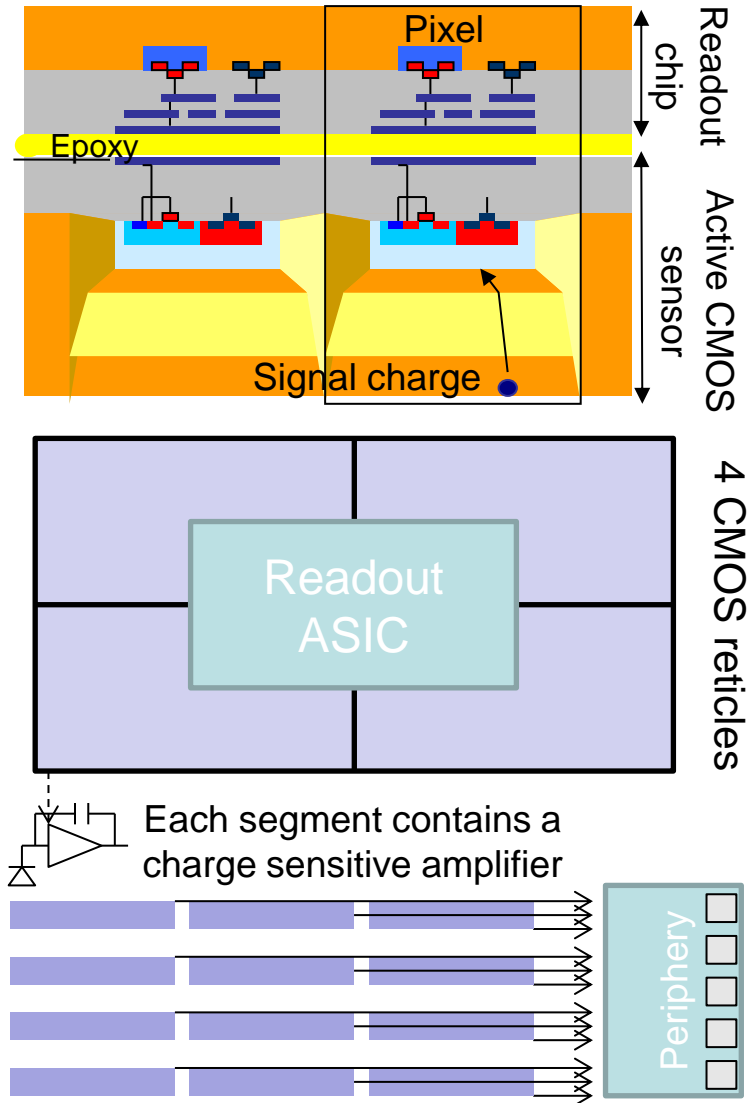 Pixel
Readout
chip
Epoxy
Active CMOS
sensor
Signal charge
4 CMOS reticles
Readout
ASIC
Each segment contains a
charge sensitive amplifier
Periphery